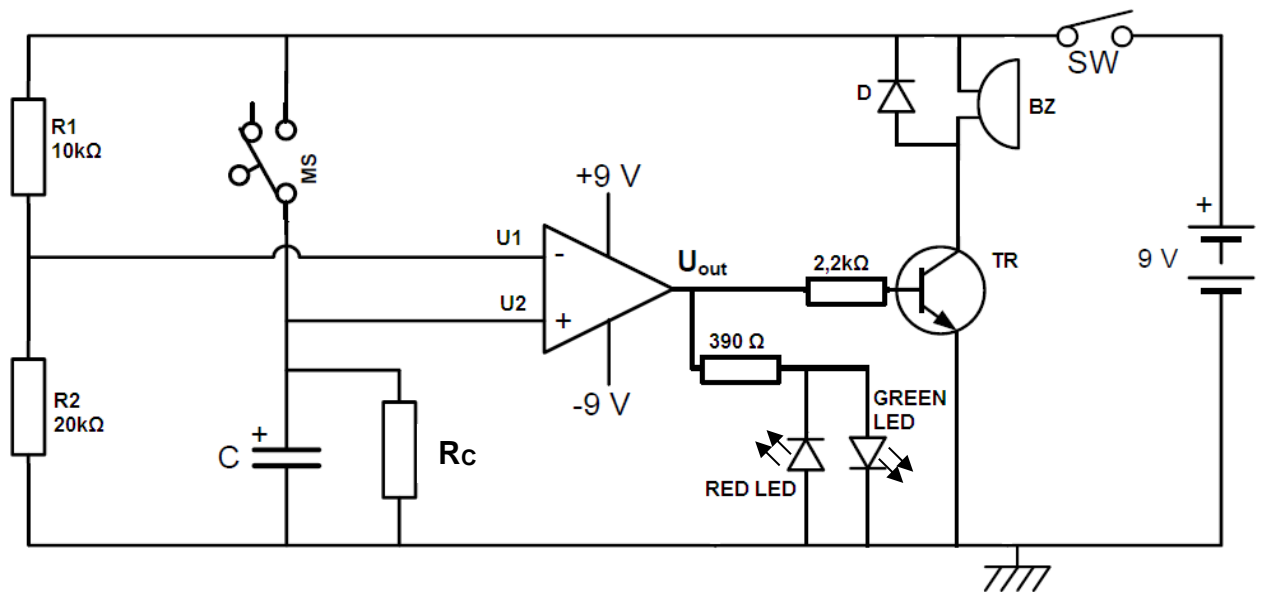 SW
D
BZ
R1
10kΩ
MS
+9 V
+
U1
-
U_out
2,2kΩ
TR
9 V
U2
+
390 Ω
-9 V
R2
20kΩ
GREEN
LED
+
C
RC
RED LED